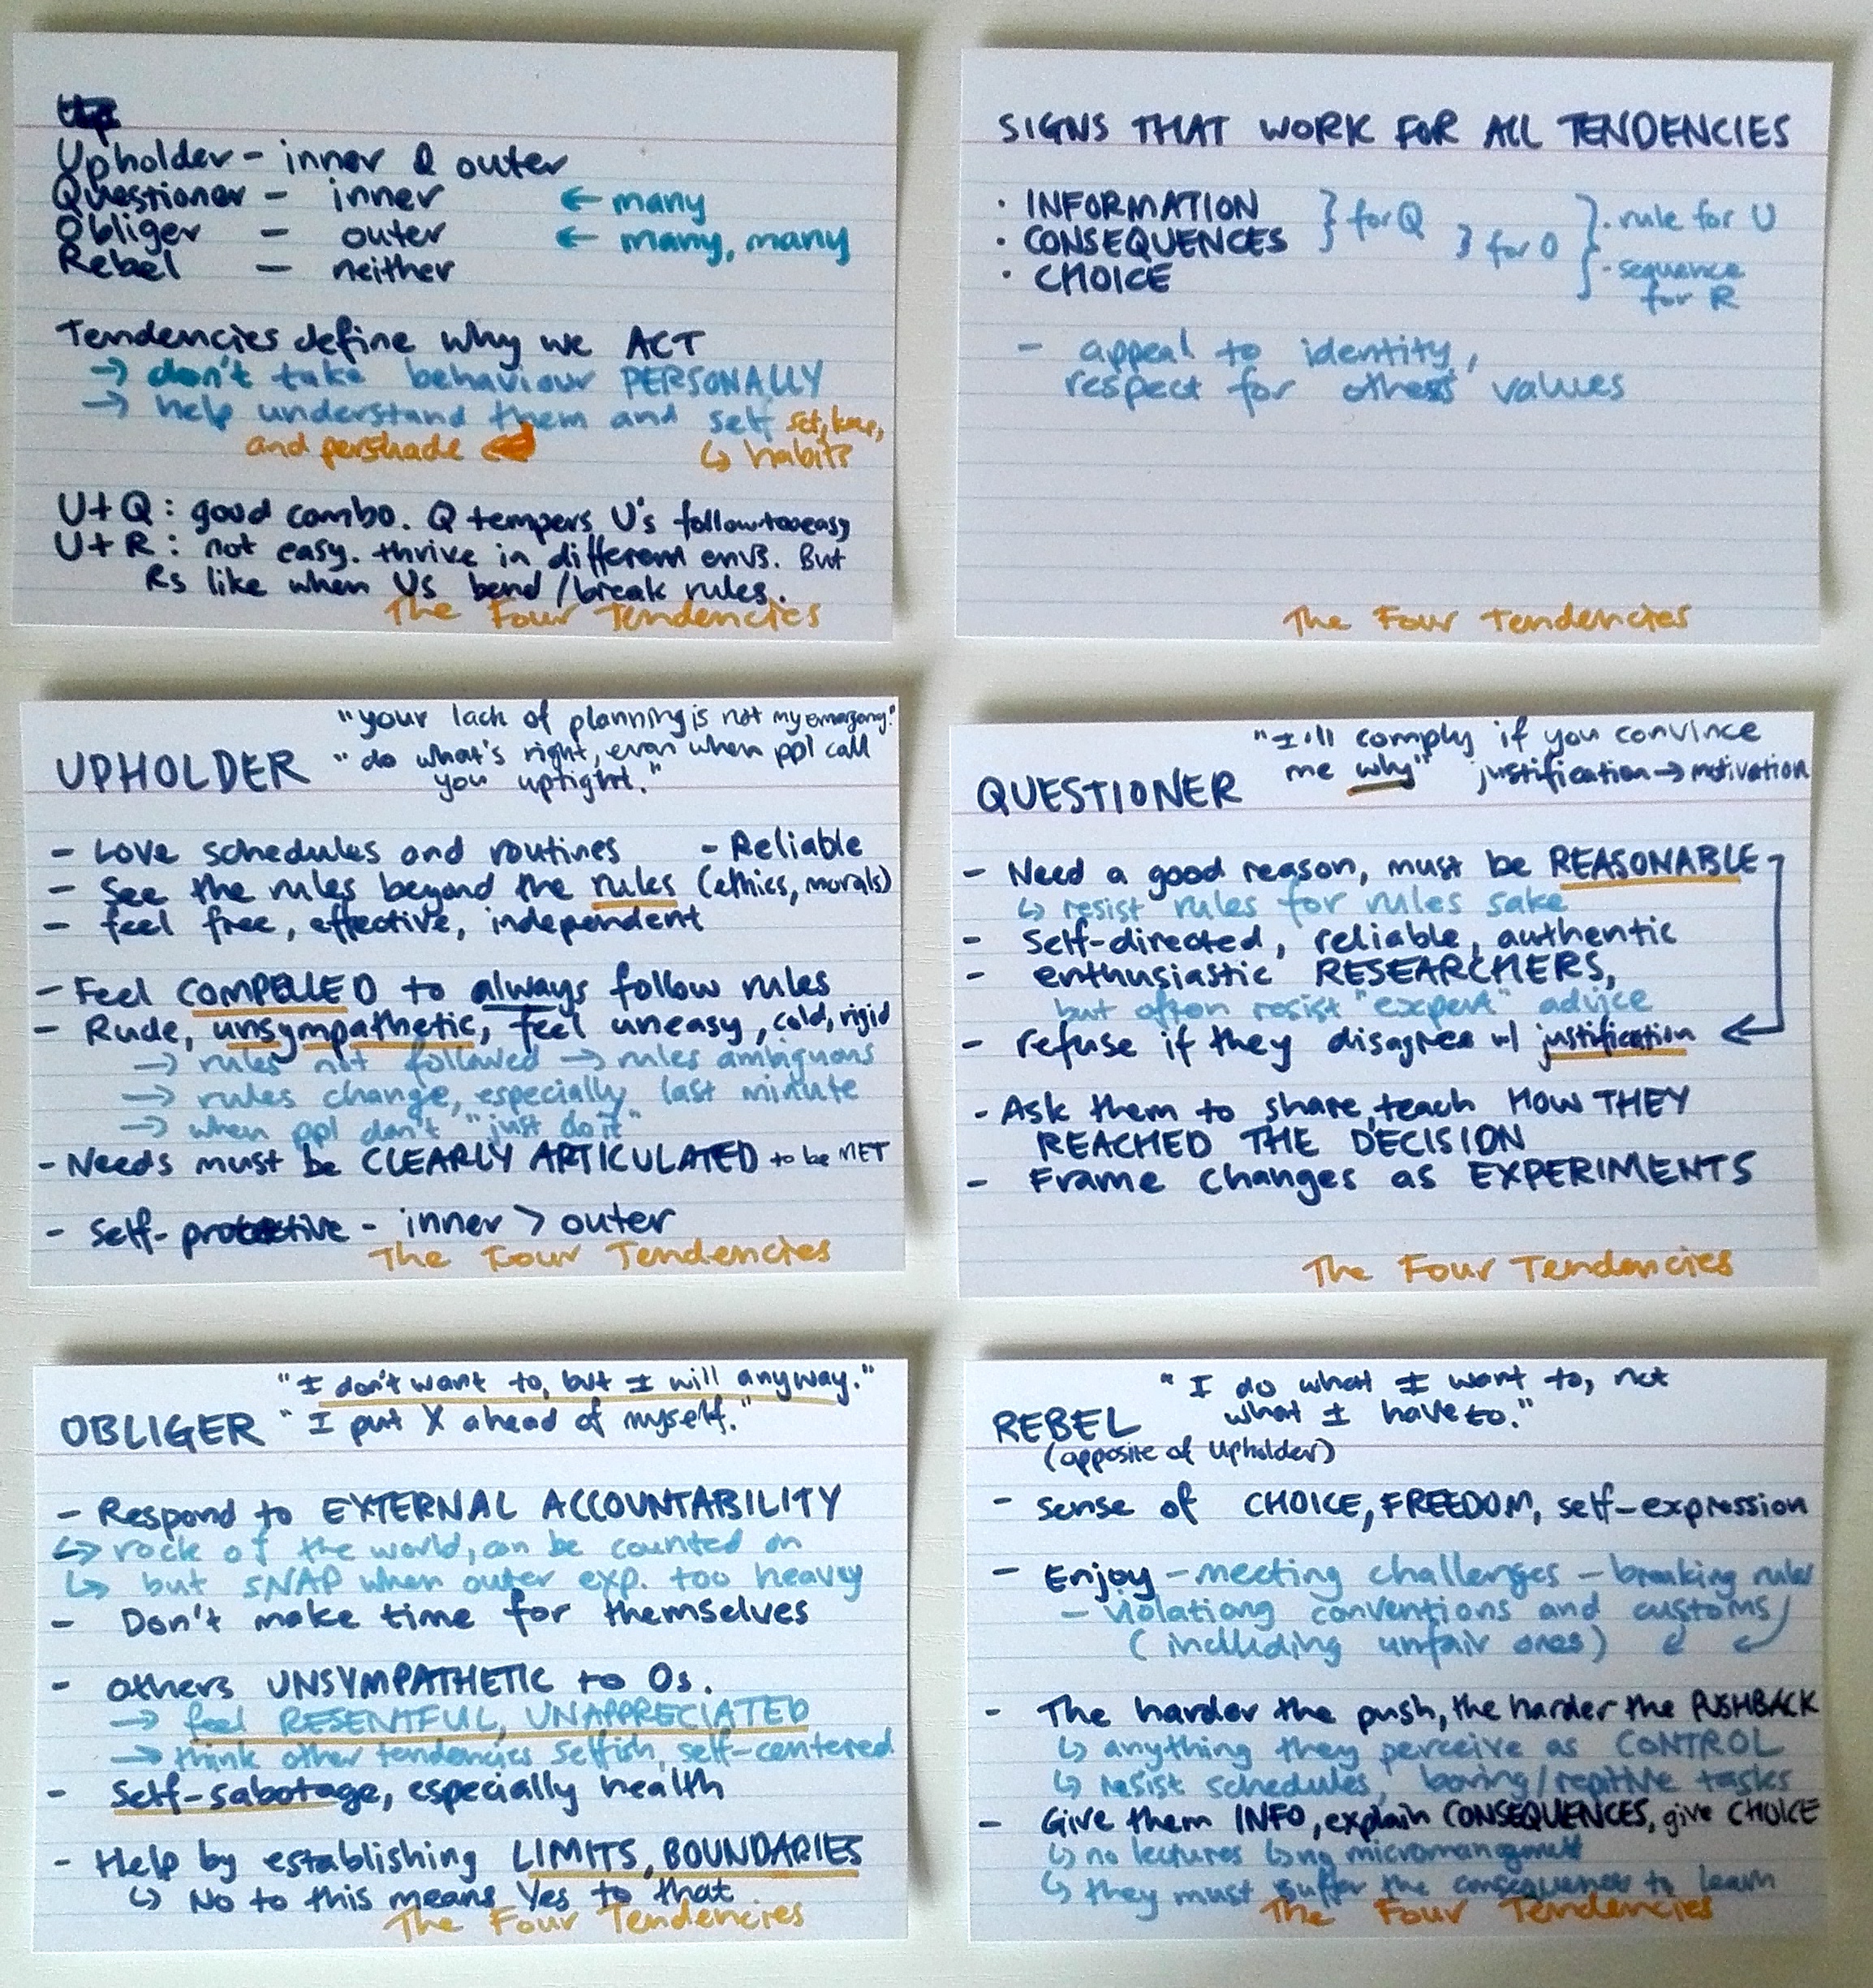 Upholder - inner & outer
Questioner - inner ← many
Obliger - outer ← many, many
Rebel - neither
Tendencies define why we ACT
→ don't take behaviour PERSONALLY
→ help understand them and self set, keep,
and pershade ↳ habits
U+Q: good combo. Q tempers U's follow-too-easy
U+R: not easy. thrive in different envs. But
Rs like when Us bend/break rules.
The Four Tendencies
SIGNS THAT WORK FOR ALL TENDENCIES
· INFORMATION } for Q } · rule for U
· CONSEQUENCES } for O
· CHOICE · sequence
for R
- appeal to identity,
respect for others values
The Four Tendencies
"your lack of planning is not my emergency."
UPHOLDER "do what's right, even when ppl call
you uptight."
- Love schedules and routines - Reliable
- See the rules beyond the rules (ethics, morals)
- feel free, effective, independent
- Feel COMPELLED to always follow rules
- Rude, unsympathetic, feel uneasy, cold, rigid
→ rules not followed → rules ambiguous
→ rules change, especially last minute
→ when ppl don't "just do it"
- Needs must be CLEARLY ARTICULATED to be MET
- Self-protective - inner > outer
The Four Tendencies
"I'll comply if you convince
me why" justification → motivation
QUESTIONER
- Need a good reason, must be REASONABLE
↳ resist rules for rules sake
- Self-directed, reliable, authentic
- enthusiastic RESEARCHERS,
but often resist "expert" advice
- refuse if they disagree w/ justification
- Ask them to share, teach HOW THEY
REACHED THE DECISION
- Frame changes as EXPERIMENTS
The Four Tendencies
"I don't want to, but I will anyway."
OBLIGER "I put X ahead of myself."
- Respond to EXTERNAL ACCOUNTABILITY
↳ rock of the world, can be counted on
↳ but SNAP when outer exp. too heavy
- Don't make time for themselves
- others UNSYMPATHETIC to Os.
→ feel RESENTFUL, UNAPPRECIATED
→ think other tendencies selfish, self-centered
- Self-sabotage, especially health
- Help by establishing LIMITS, BOUNDARIES
↳ No to this means Yes to that
The Four Tendencies
"I do what I want to, not
what I have to."
REBEL
(opposite of Upholder)
- sense of CHOICE, FREEDOM, self-expression
- Enjoy - meeting challenges - breaking rules
- violationg conventions and customs
(including unfair ones)
- The harder the push, the harder the PUSHBACK
↳ anything they perceive as CONTROL
↳ resist schedules, boring/repitive tasks
- Give them INFO, explain CONSEQUENCES, give CHOICE
↳ no lectures ↳ no micromanagment
↳ they must suffer the consequences to learn
The Four Tendencies